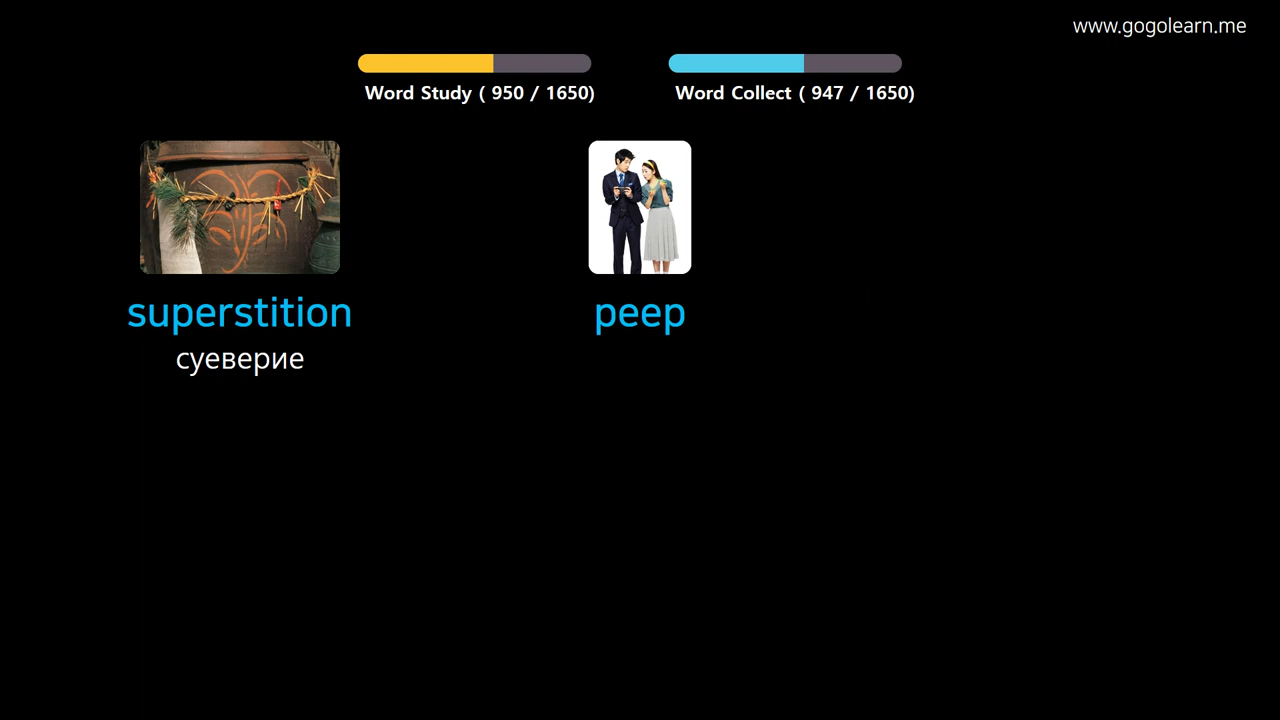 www.gogolearn.me
Word Study ( 950 / 1650)
Word Collect ( 947 / 1650)
superstition
суеверие
peep